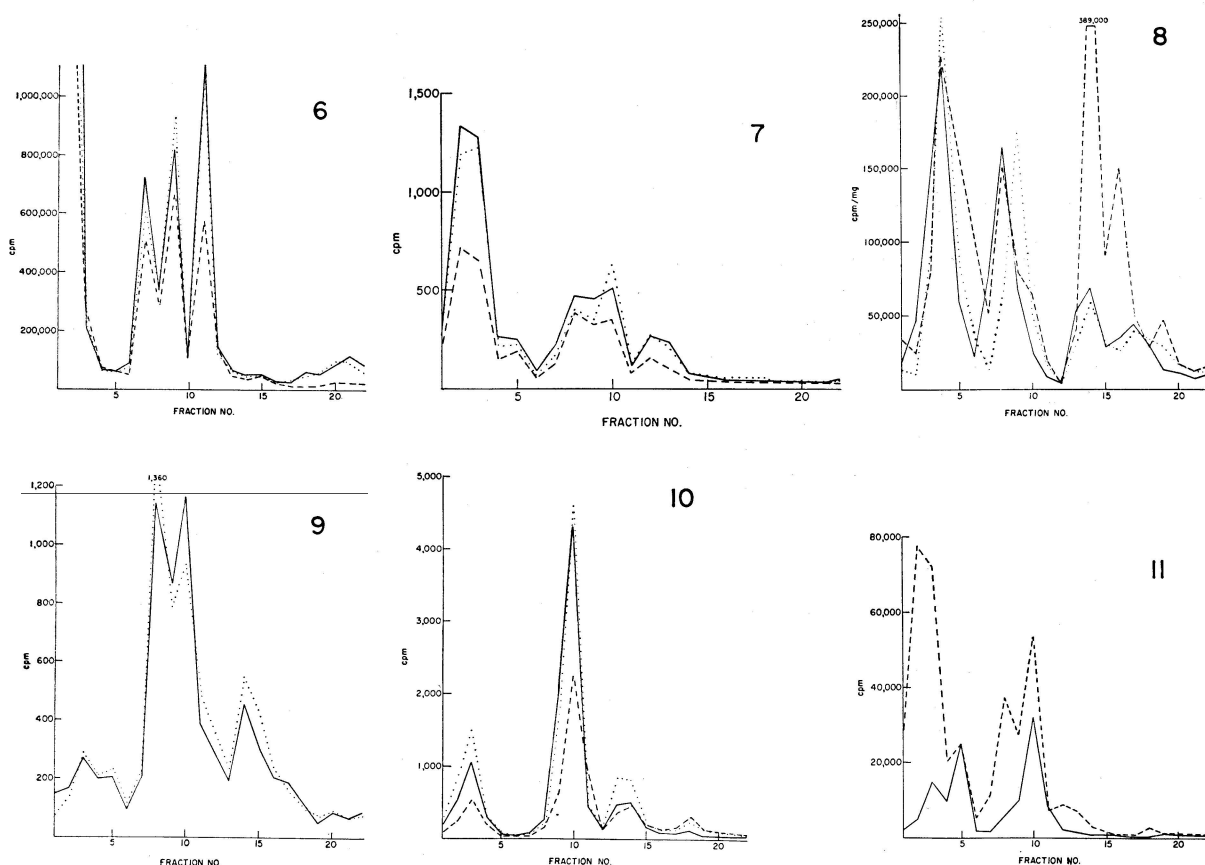 6
1,000,000
800,000
600,000
400,000
200,000
cpm
5 10 15 20
FRACTION NO.
7
1,500
1,000
500
cpm
5 10 15 20
FRACTION NO.
8
369,000
250,000
200,000
150,000
100,000
50,000
cpm/mg
5 10 15 20
FRACTION NO.
9
1,360
1,200
1,000
800
600
400
200
cpm
5 10 15 20
FRACTION NO.
10
5,000
4,000
3,000
2,000
1,000
cpm
5 10 15 20
FRACTION NO.
11
80,000
60,000
40,000
20,000
cpm
5 10 15 20
FRACTION NO.